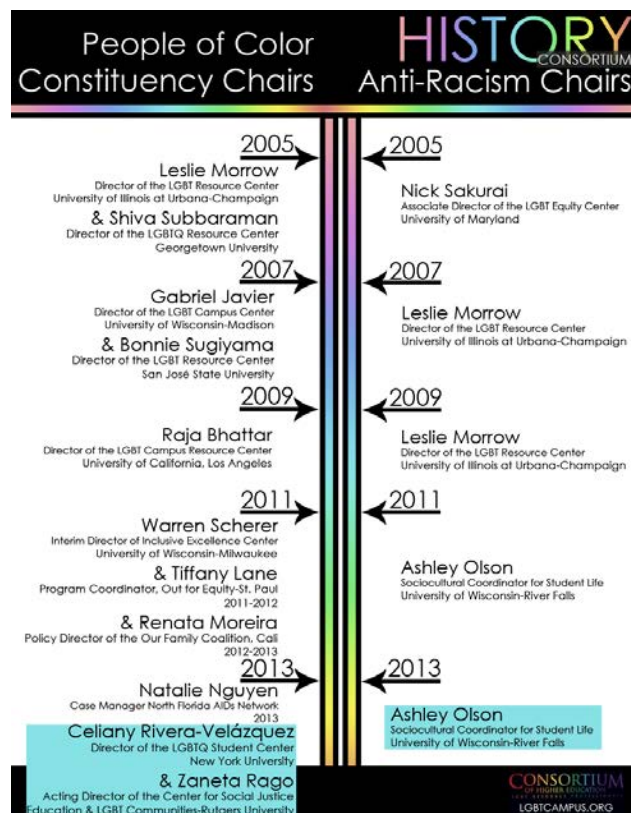 People of Color
Constituency Chairs
HISTORY
CONSORTIUM
Anti-Racism Chairs
2005
Leslie Morrow
Director of the LGBT Resource Center
University of Illinois at Urbana-Champaign
& Shiva Subbaraman
Director of the LGBTQ Resource Center
Georgetown University
2007
Gabriel Javier
Director of the LGBT Campus Center
University of Wisconsin-Madison
& Bonnie Sugiyama
Director of the LGBT Resource Center
San José State University
2009
Raja Bhattar
Director of the LGBT Campus Resource Center
University of California, Los Angeles
2011
Warren Scherer
Interim Director of Inclusive Excellence Center
University of Wisconsin-Milwaukee
& Tiffany Lane
Program Coordinator, Out for Equity-St. Paul
2011-2012
& Renata Moreira
Policy Director of the Our Family Coalition, Cali
2012-2013
2013
Natalie Nguyen
Case Manager North Florida AIDs Network
2013
Celiany Rivera-Velázquez
Director of the LGBTQ Student Center
New York University
& Zaneta Rago
Acting Director of the Center for Social Justice
Education & LGBT Communities-Rutgers University
2005
Nick Sakurai
Associate Director of the LGBT Equity Center
University of Maryland
2007
Leslie Morrow
Director of the LGBT Resource Center
University of Illinois at Urbana-Champaign
2009
Leslie Morrow
Director of the LGBT Resource Center
University of Illinois at Urbana-Champaign
2011
Ashley Olson
Sociocultural Coordinator for Student Life
University of Wisconsin-River Falls
2013
Ashley Olson
Sociocultural Coordinator for Student Life
University of Wisconsin-River Falls
CONSORTIUM
OF HIGHER EDUCATION
LGBTCAMPUS.ORG